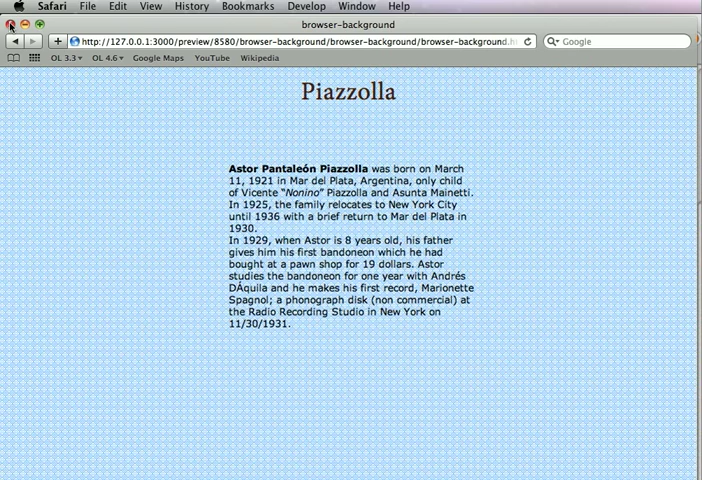 Safari File Edit View History Bookmarks Develop Window Help
browser-background
http://127.0.0.1:3000/preview/8580/browser-background/browser-background/browser-background.h
Google
OL 3.3 OL 4.6 Google Maps YouTube Wikipedia
Piazzolla
Astor Pantaleón Piazzolla was born on March
11, 1921 in Mar del Plata, Argentina, only child
of Vicente “Nonino” Piazzolla and Asunta Mainetti.
In 1925, the family relocates to New York City
until 1936 with a brief return to Mar del Plata in
1930.
In 1929, when Astor is 8 years old, his father
gives him his first bandoneon which he had
bought at a pawn shop for 19 dollars. Astor
studies the bandoneon for one year with Andrés
DÁquila and he makes his first record, Marionette
Spagnol; a phonograph disk (non commercial) at
the Radio Recording Studio in New York on
11/30/1931.